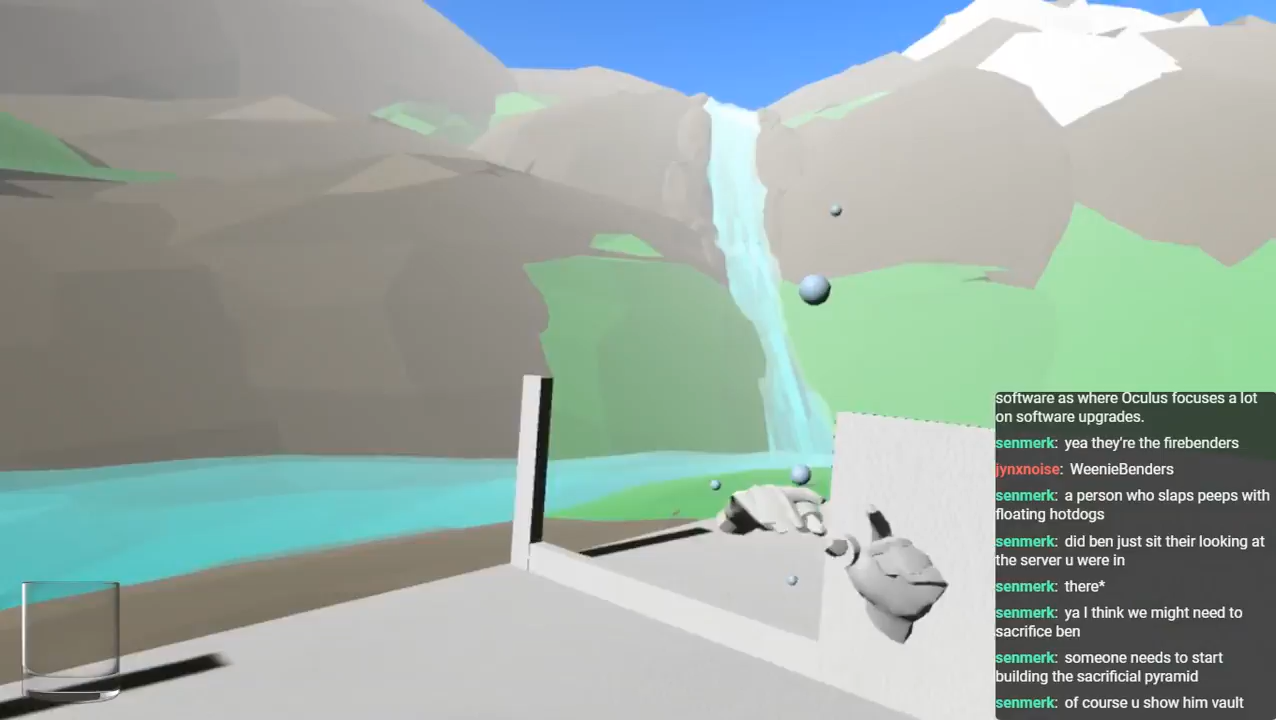 software as where Oculus focuses a lot
on software upgrades.
senmerk: yea they're the firebenders
jynxnoise: WeenieBenders
senmerk: a person who slaps peeps with
floating hotdogs
senmerk: did ben just sit their looking at
the server u were in
senmerk: there*
senmerk: ya I think we might need to
sacrifice ben
senmerk: someone needs to start
building the sacrificial pyramid
senmerk: of course u show him vault